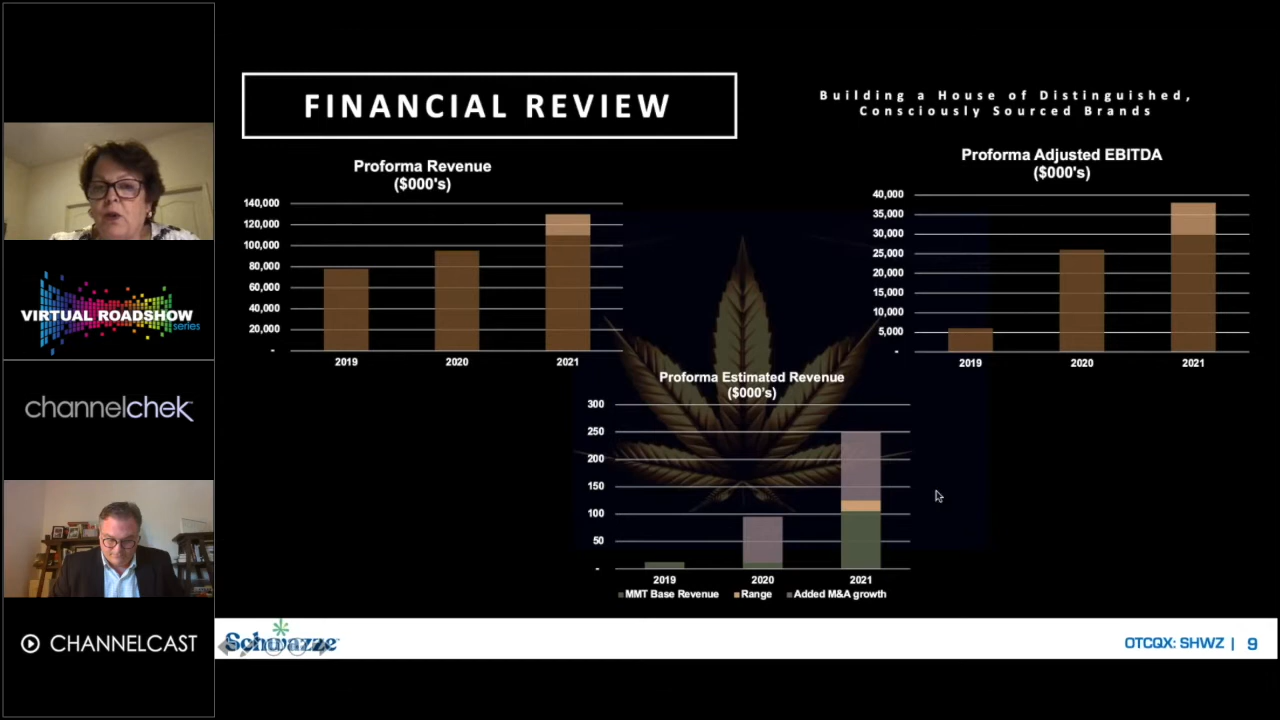 FINANCIAL REVIEW
Building a House of Distinguished,
Consciously Sourced Brands
Proforma Revenue
($000's)
140,000
120,000
100,000
80,000
60,000
40,000
20,000
-
2019 2020 2021
Proforma Adjusted EBITDA
($000's)
40,000
35,000
30,000
25,000
20,000
15,000
10,000
5,000
-
2019 2020 2021
Proforma Estimated Revenue
($000's)
300
250
200
150
100
50
-
2019 2020 2021
MMT Base Revenue Range Added M&A growth
VIRTUAL ROADSHOW
series
channelchek
CHANNELCAST
Schwazze
OTCQX: SHWZ | 9